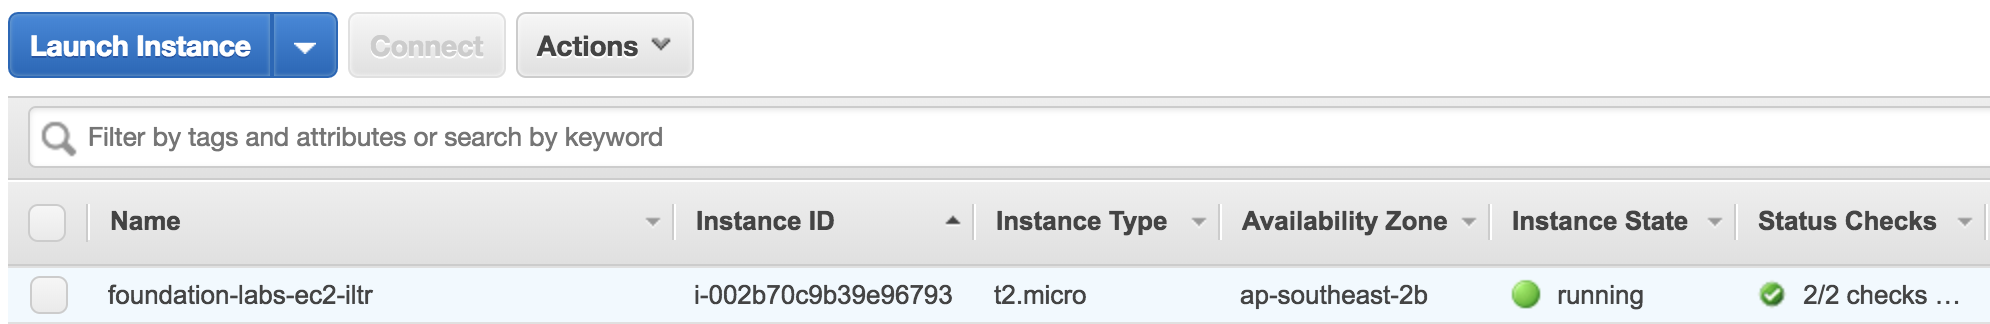 Launch Instance Connect Actions
Filter by tags and attributes or search by keyword
Name Instance ID Instance Type Availability Zone Instance State Status Checks
foundation-labs-ec2-iltr i-002b70c9b39e96793 t2.micro ap-southeast-2b running 2/2 checks ...